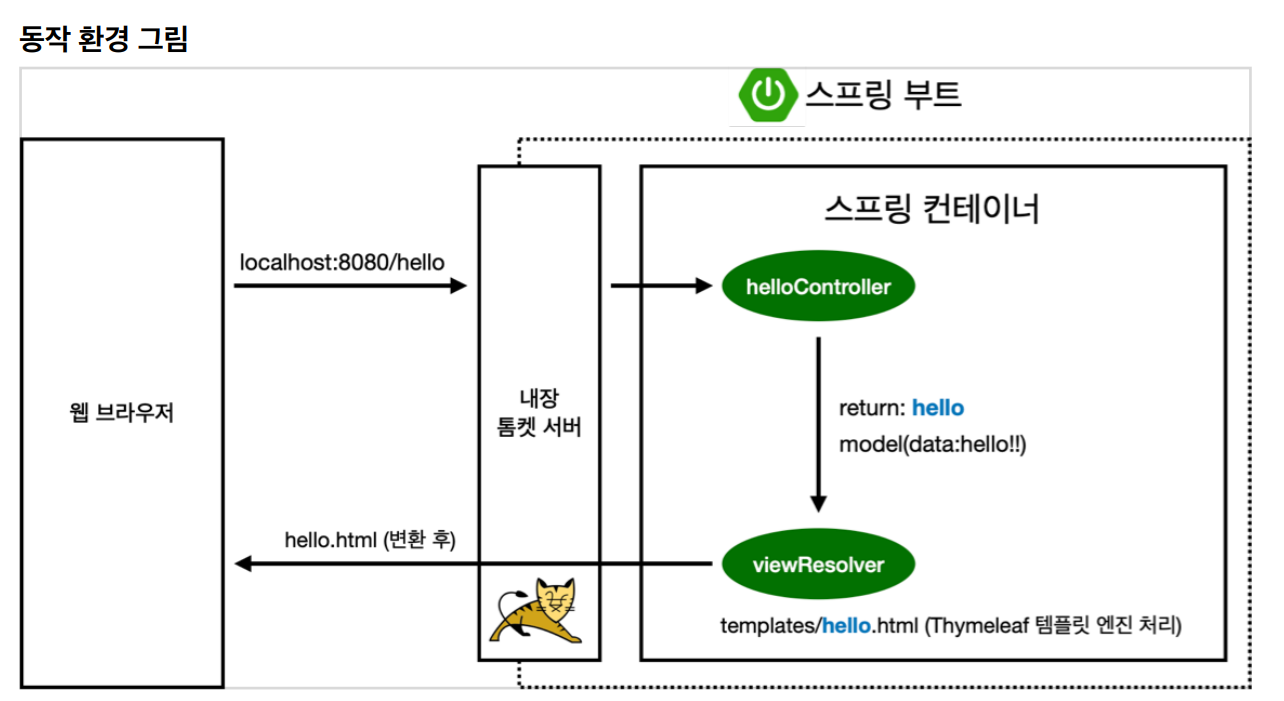 동작 환경 그림
스프링 부트
스프링 컨테이너
localhost:8080/hello
helloController
웹 브라우저
내장
톰켓 서버
return: hello
model(data:hello!!)
hello.html (변환 후)
viewResolver
templates/hello.html (Thymeleaf 템플릿 엔진 처리)